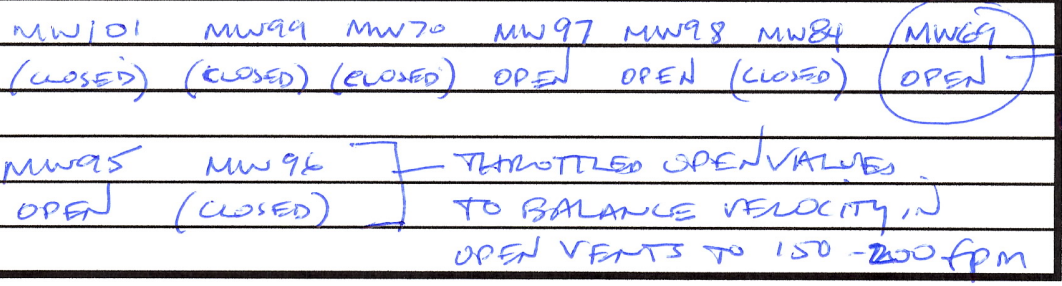 MW101 MW99 MW70 MW97 MW98 MW84 MW69
(CLOSED) (CLOSED) (CLOSED) OPEN OPEN (CLOSED) OPEN
MW95 MW96 THROTTLED OPEN VALVES
OPEN (CLOSED) TO BALANCE VELOCITY IN
OPEN VENTS TO 150-200 fpm